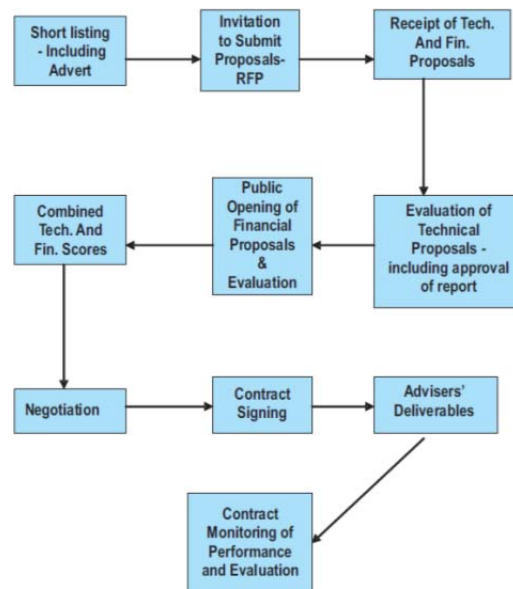 Short listing
- Including
Advert
Invitation
to Submit
Proposals-
RFP
Receipt of Tech.
And Fin.
Proposals
Evaluation of
Technical
Proposals -
including approval
of report
Public
Opening of
Financial
Proposals
&
Evaluation
Combined
Tech. And
Fin. Scores
Negotiation
Contract
Signing
Advisers’
Deliverables
Contract
Monitoring of
Performance
and Evaluation